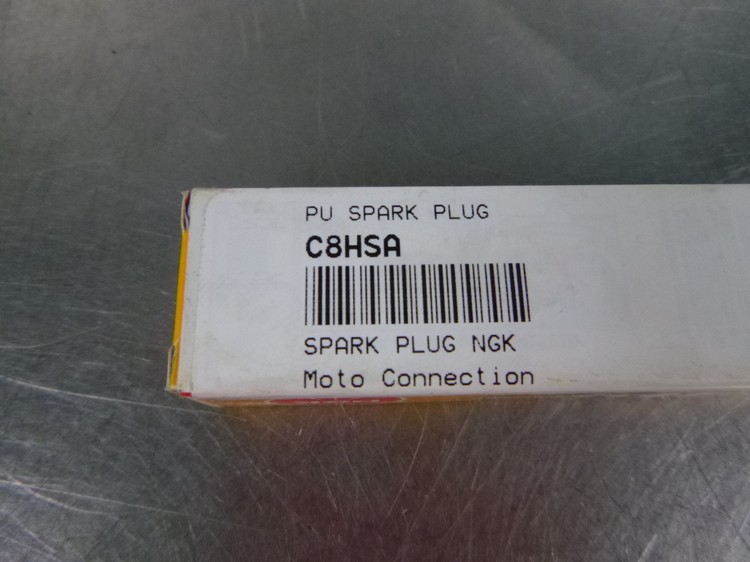 PU SPARK PLUG
C8HSA
SPARK PLUG NGK
Moto Connection